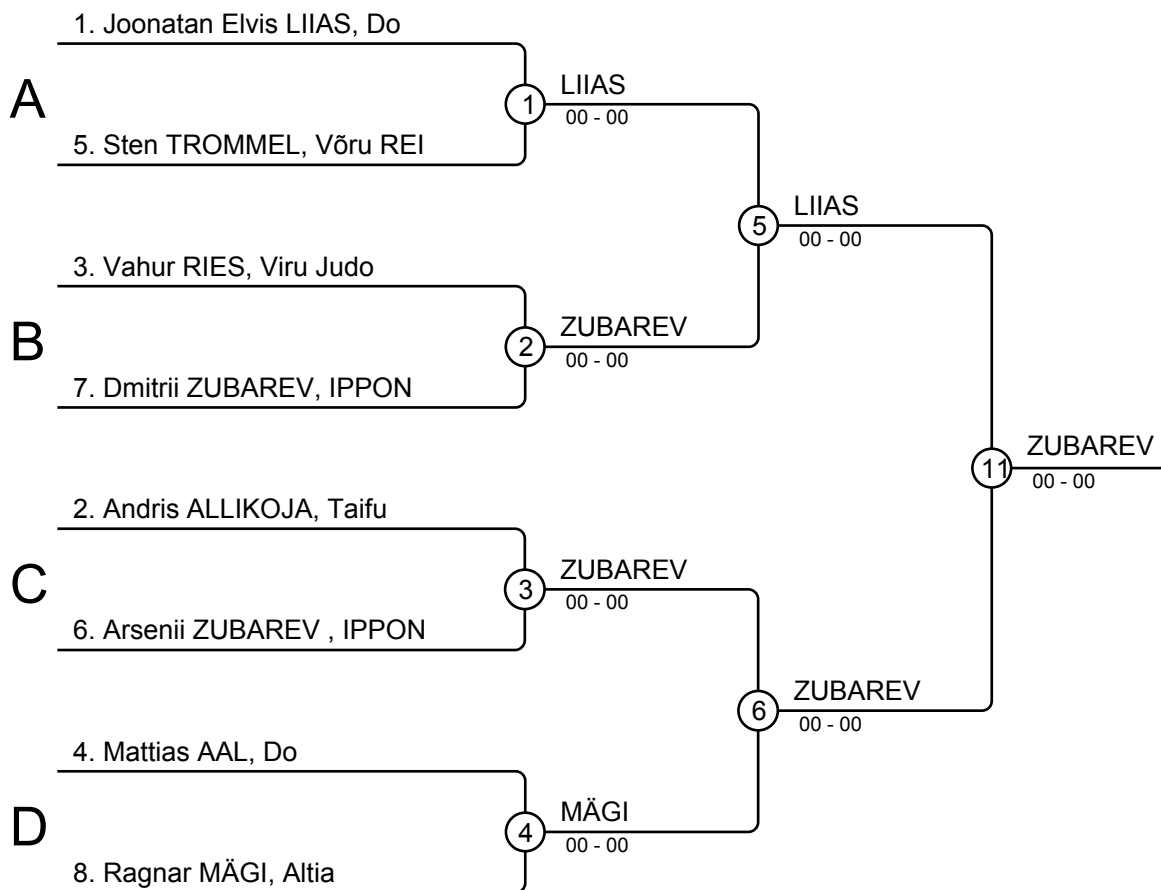 1. Joonatan Elvis LIIAS, Do
A
1
LIIAS
00 - 00
5. Sten TROMMEL, Võru REI
5
LIIAS
00 - 00
3. Vahur RIES, Viru Judo
B
2
ZUBAREV
00 - 00
7. Dmitrii ZUBAREV, IPPON
11
ZUBAREV
00 - 00
2. Andris ALLIKOJA, Taifu
C
3
ZUBAREV
00 - 00
6. Arsenii ZUBAREV , IPPON
6
ZUBAREV
00 - 00
4. Mattias AAL, Do
D
4
MÄGI
00 - 00
8. Ragnar MÄGI, Altia